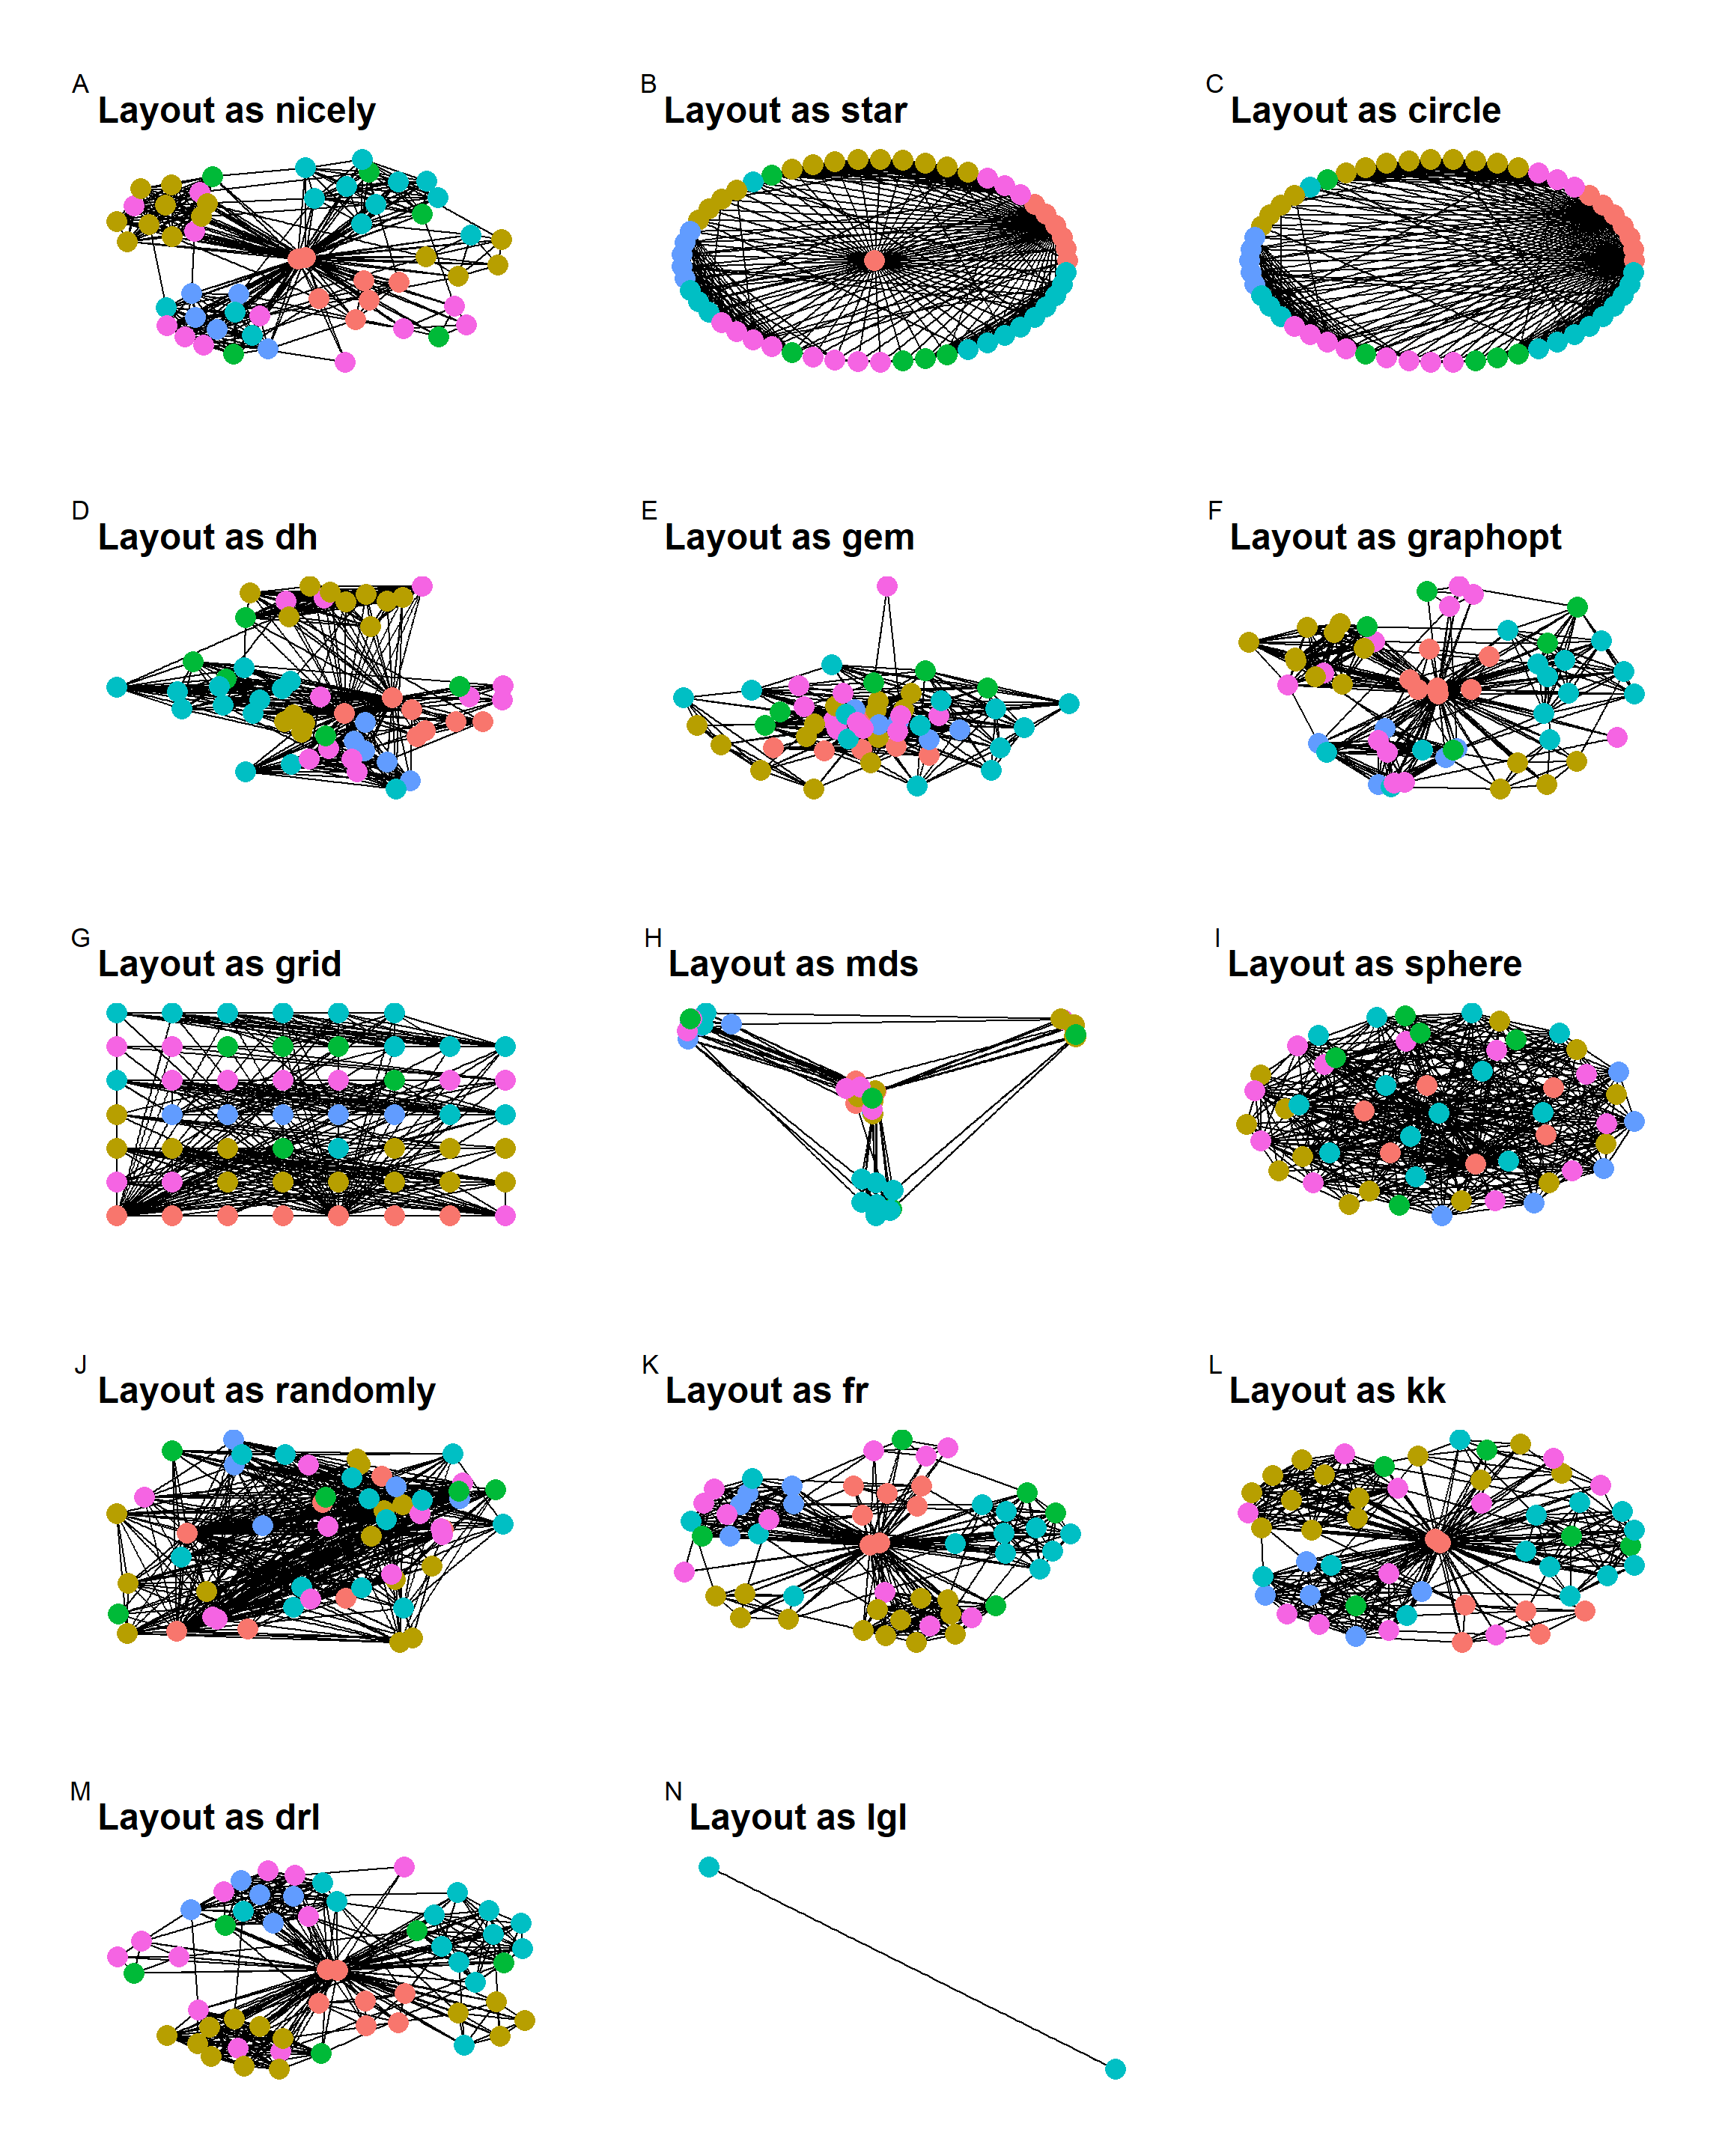 A
Layout as nicely
B
Layout as star
C
Layout as circle
D
Layout as dh
E
Layout as gem
F
Layout as graphopt
G
Layout as grid
H
Layout as mds
I
Layout as sphere
J
Layout as randomly
K
Layout as fr
L
Layout as kk
M
Layout as drl
N
Layout as lgl